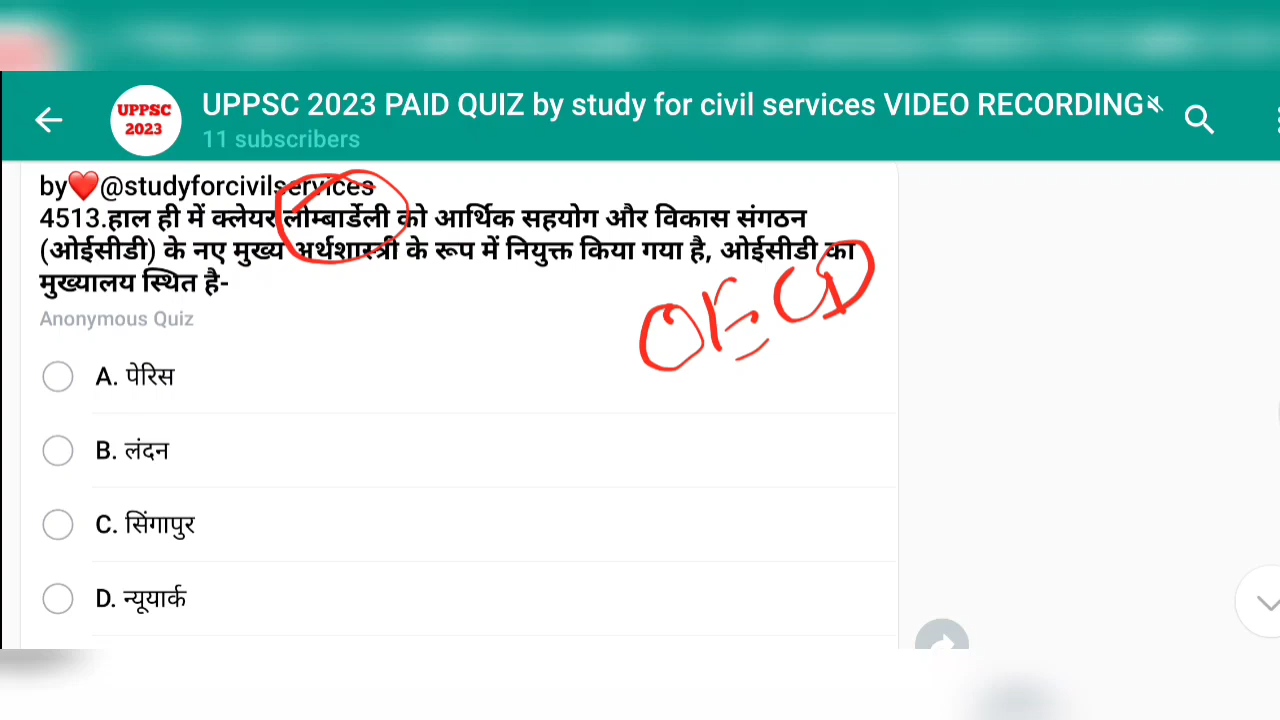 UPPSC
2023
UPPSC 2023 PAID QUIZ by study for civil services VIDEO RECORDING
11 subscribers
by❤️@studyforcivilservices
4513.हाल ही में क्लेयर लोम्बार्डेली को आर्थिक सहयोग और विकास संगठन
(ओईसीडी) के नए मुख्य अर्थशास्त्री के रूप में नियुक्त किया गया है, ओईसीडी का
मुख्यालय स्थित है-
OECD
Anonymous Quiz
A. पेरिस
B. लंदन
C. सिंगापुर
D. न्यूयार्क